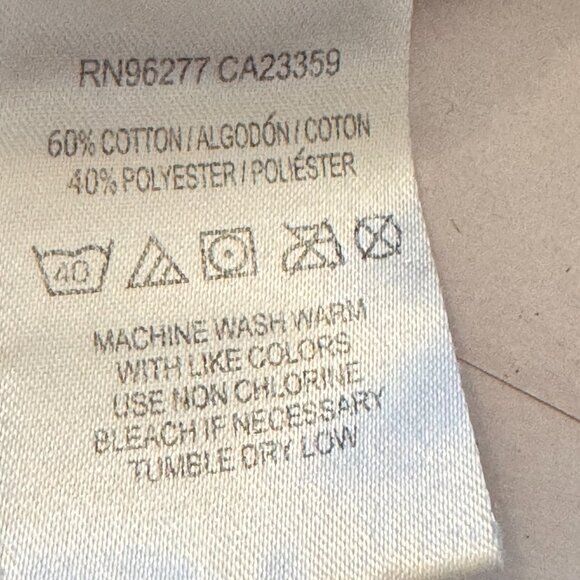 RN96277 CA23359
60% COTTON / ALGODÓN / COTON
40% POLYESTER / POLIÉSTER
40
MACHINE WASH WARM
WITH LIKE COLORS
USE NON CHLORINE
BLEACH IF NECESSARY
TUMBLE DRY LOW